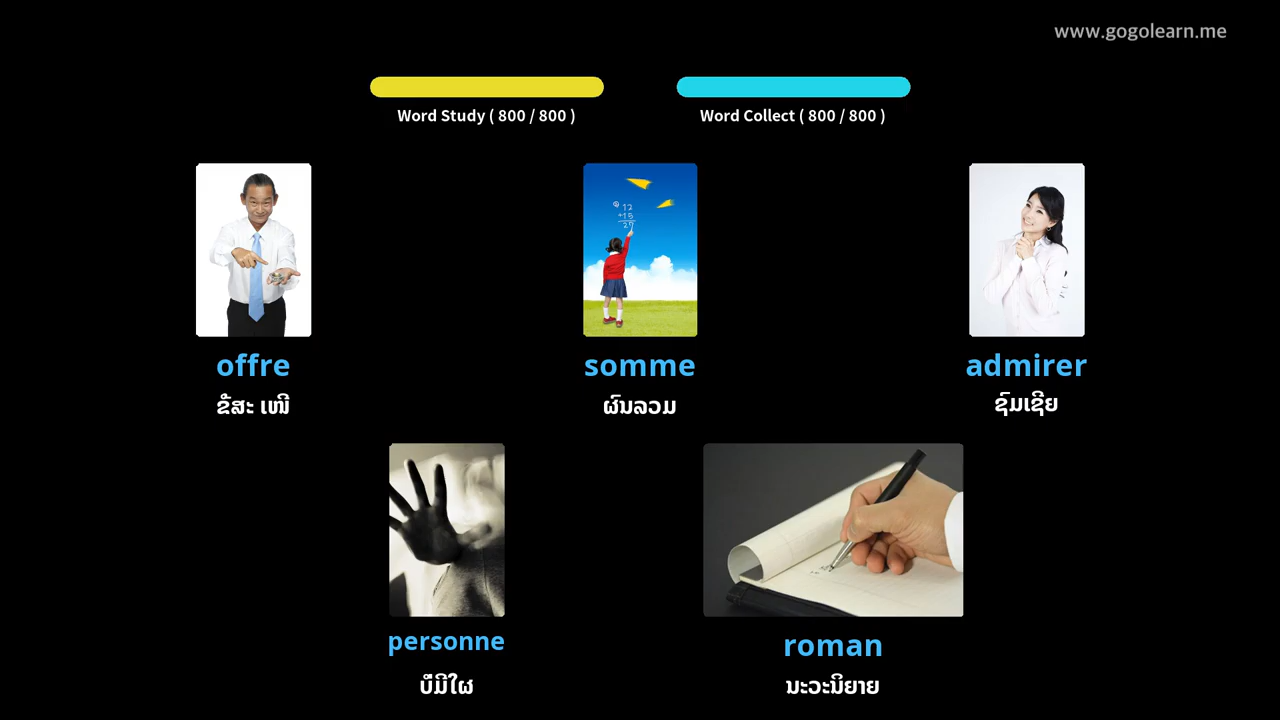 www.gogolearn.me
Word Study ( 800 / 800 )
Word Collect ( 800 / 800 )
offre
somme
admirer
ຂໍ້ສະ ເໜີ
ຜົນລວມ
ຊົມເຊີຍ
personne
roman
ບໍ່ມີໃຜ
ນະວະນິຍາຍ